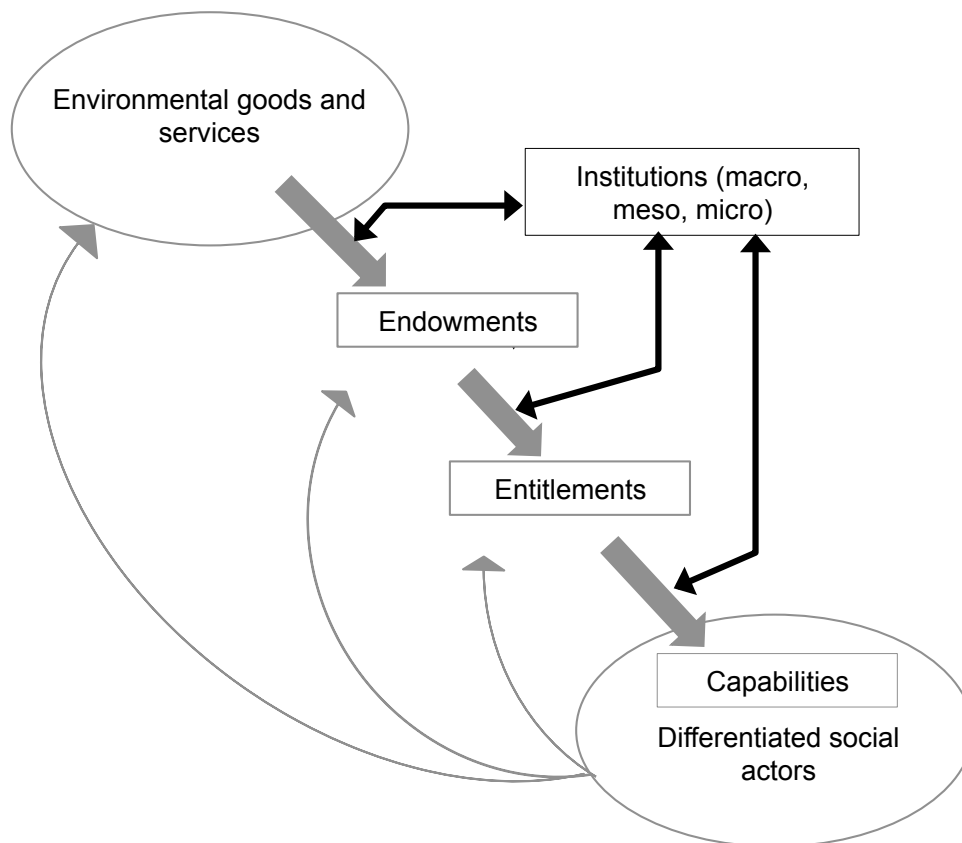 Environmental goods and
services
Institutions (macro,
meso, micro)
Endowments
Entitlements
Capabilities
Differentiated social
actors